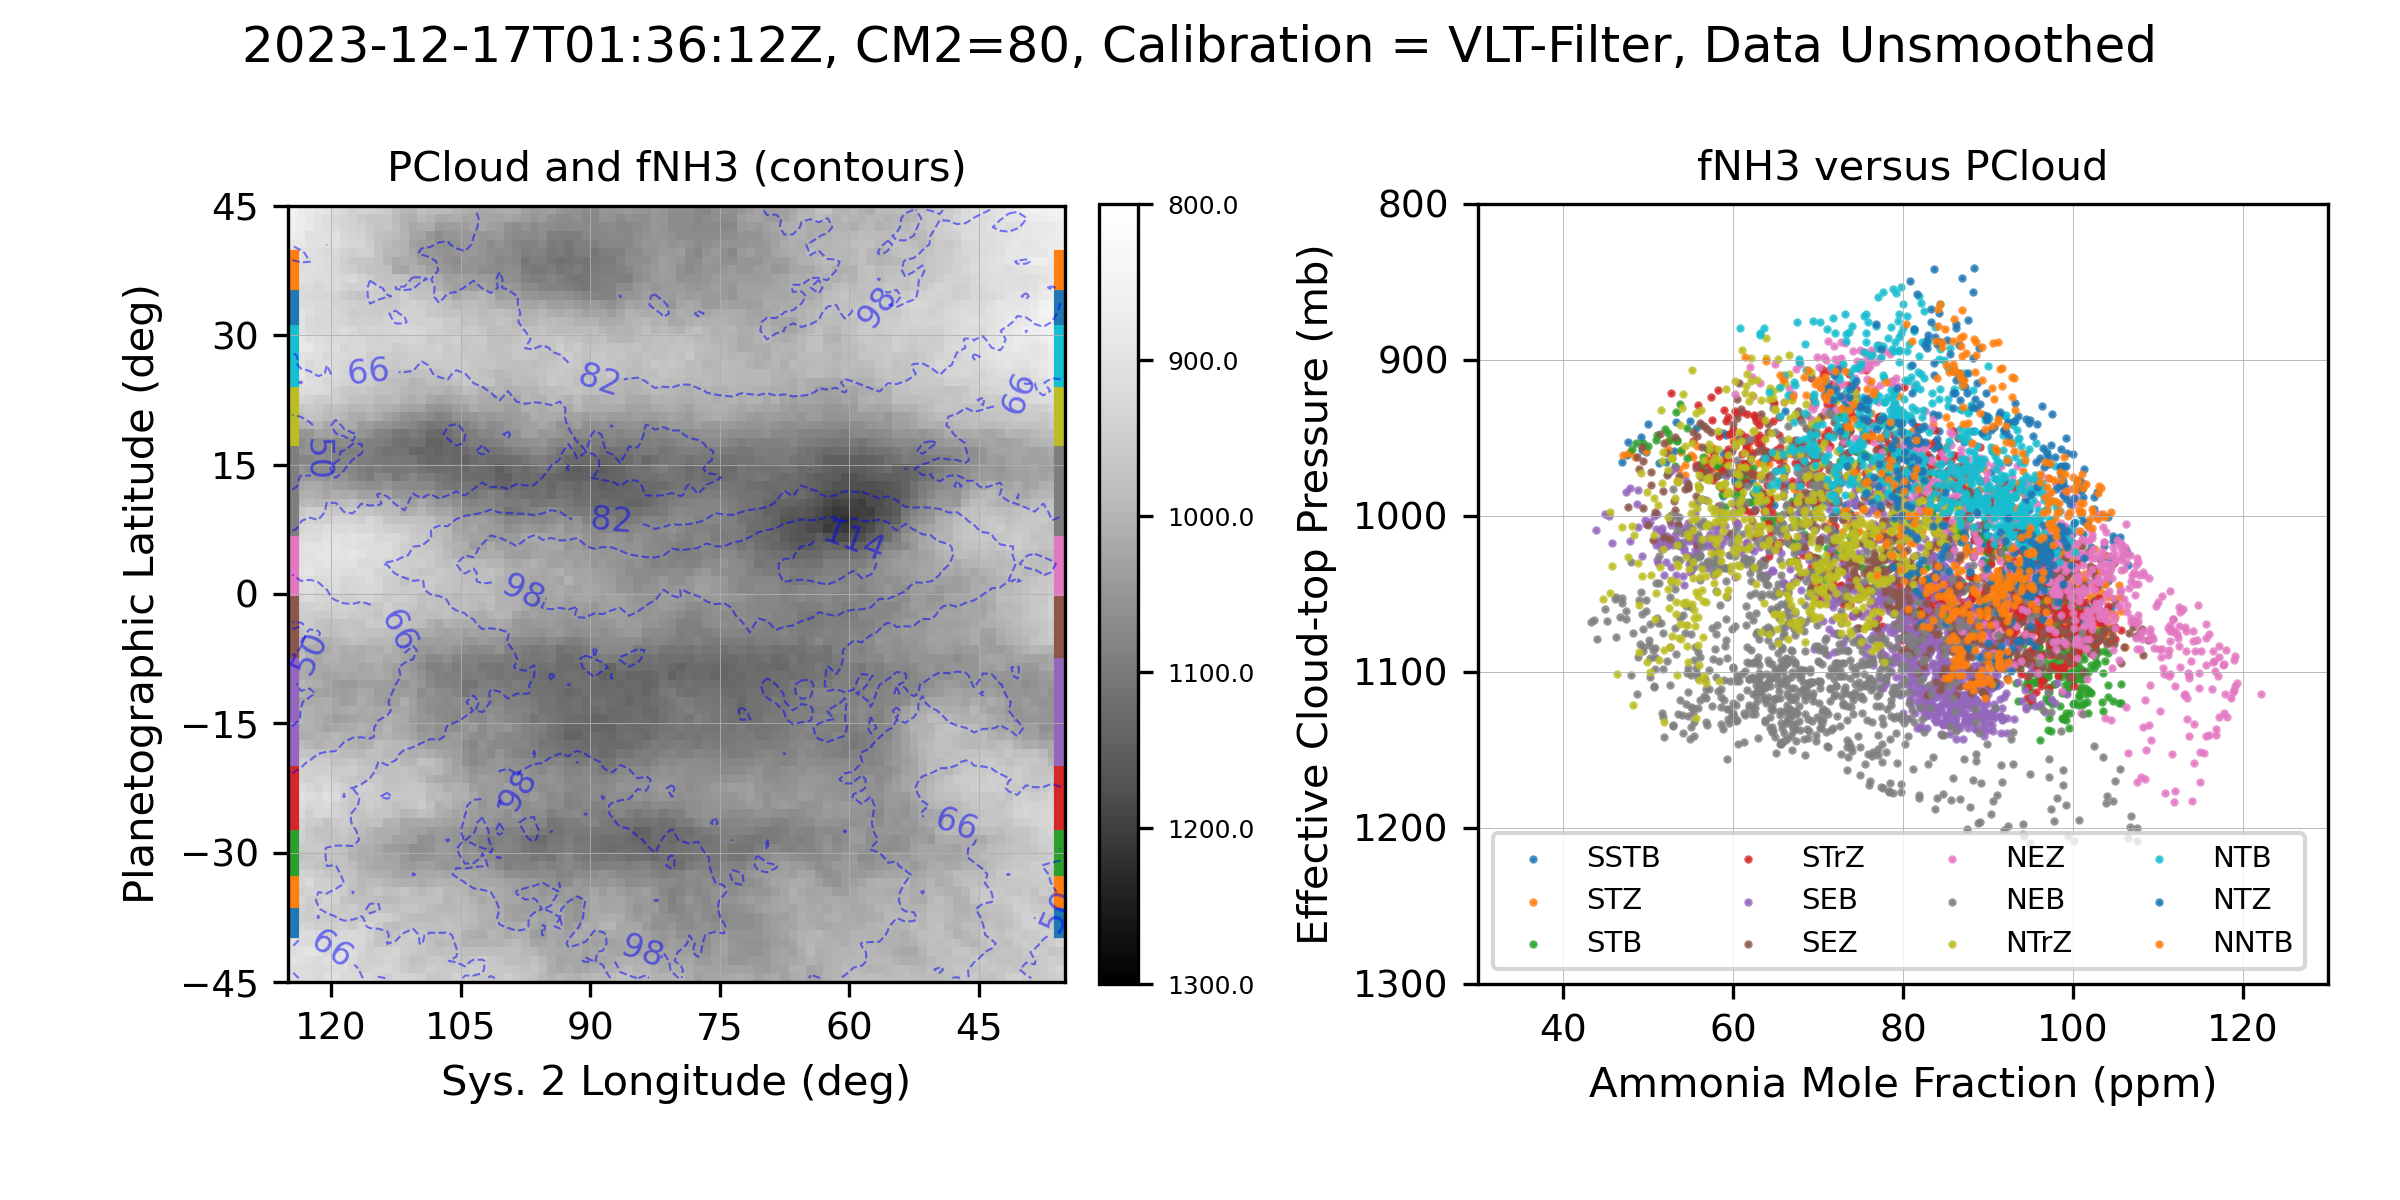 2023-12-17T01:36:12Z, CM2=80, Calibration = VLT-Filter, Data Unsmoothed
PCloud and fNH3 (contours)
45
30
15
0
−15
−30
−45
Planetographic Latitude (deg)
120
105
90
75
60
45
Sys. 2 Longitude (deg)
98
66
82
66
50
82
114
98
66
50
98
66
66
98
50
800.0
900.0
1000.0
1100.0
1200.0
1300.0
fNH3 versus PCloud
800
900
1000
1100
1200
1300
Effective Cloud-top Pressure (mb)
SSTB
STZ
STB
STrZ
SEB
SEZ
NEZ
NEB
NTrZ
NTB
NTZ
NNTB
40
60
80
100
120
Ammonia Mole Fraction (ppm)